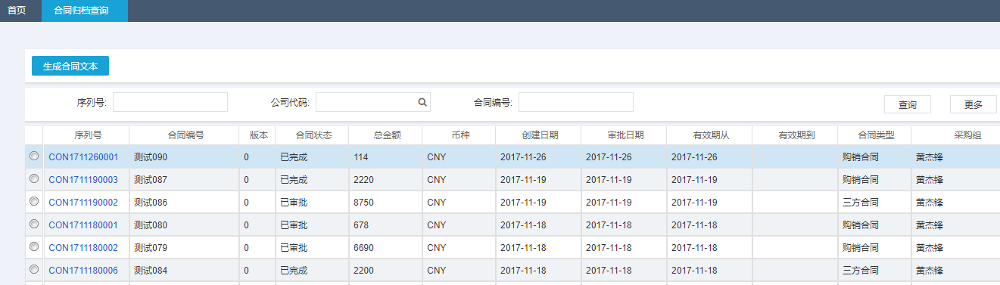 首页 合同归档查询
生成合同文本
序列号: 公司代码: 合同编号: 查询 更多
序列号 合同编号 版本 合同状态 总金额 币种 创建日期 审批日期 有效期从 有效期到 合同类型 采购组
CON1711260001 测试090 0 已完成 114 CNY 2017-11-26 2017-11-26 2017-11-26 购销合同 黄杰锋
CON1711190003 测试087 0 已完成 2220 CNY 2017-11-19 2017-11-19 2017-11-19 购销合同 黄杰锋
CON1711190002 测试086 0 已审批 8750 CNY 2017-11-19 2017-11-19 2017-11-19 三方合同 黄杰锋
CON1711180001 测试080 0 已审批 678 CNY 2017-11-18 2017-11-18 2017-11-18 购销合同 黄杰锋
CON1711180002 测试079 0 已审批 6690 CNY 2017-11-18 2017-11-18 2017-11-18 购销合同 黄杰锋
CON1711180006 测试084 0 已完成 2200 CNY 2017-11-18 2017-11-18 2017-11-18 三方合同 黄杰锋